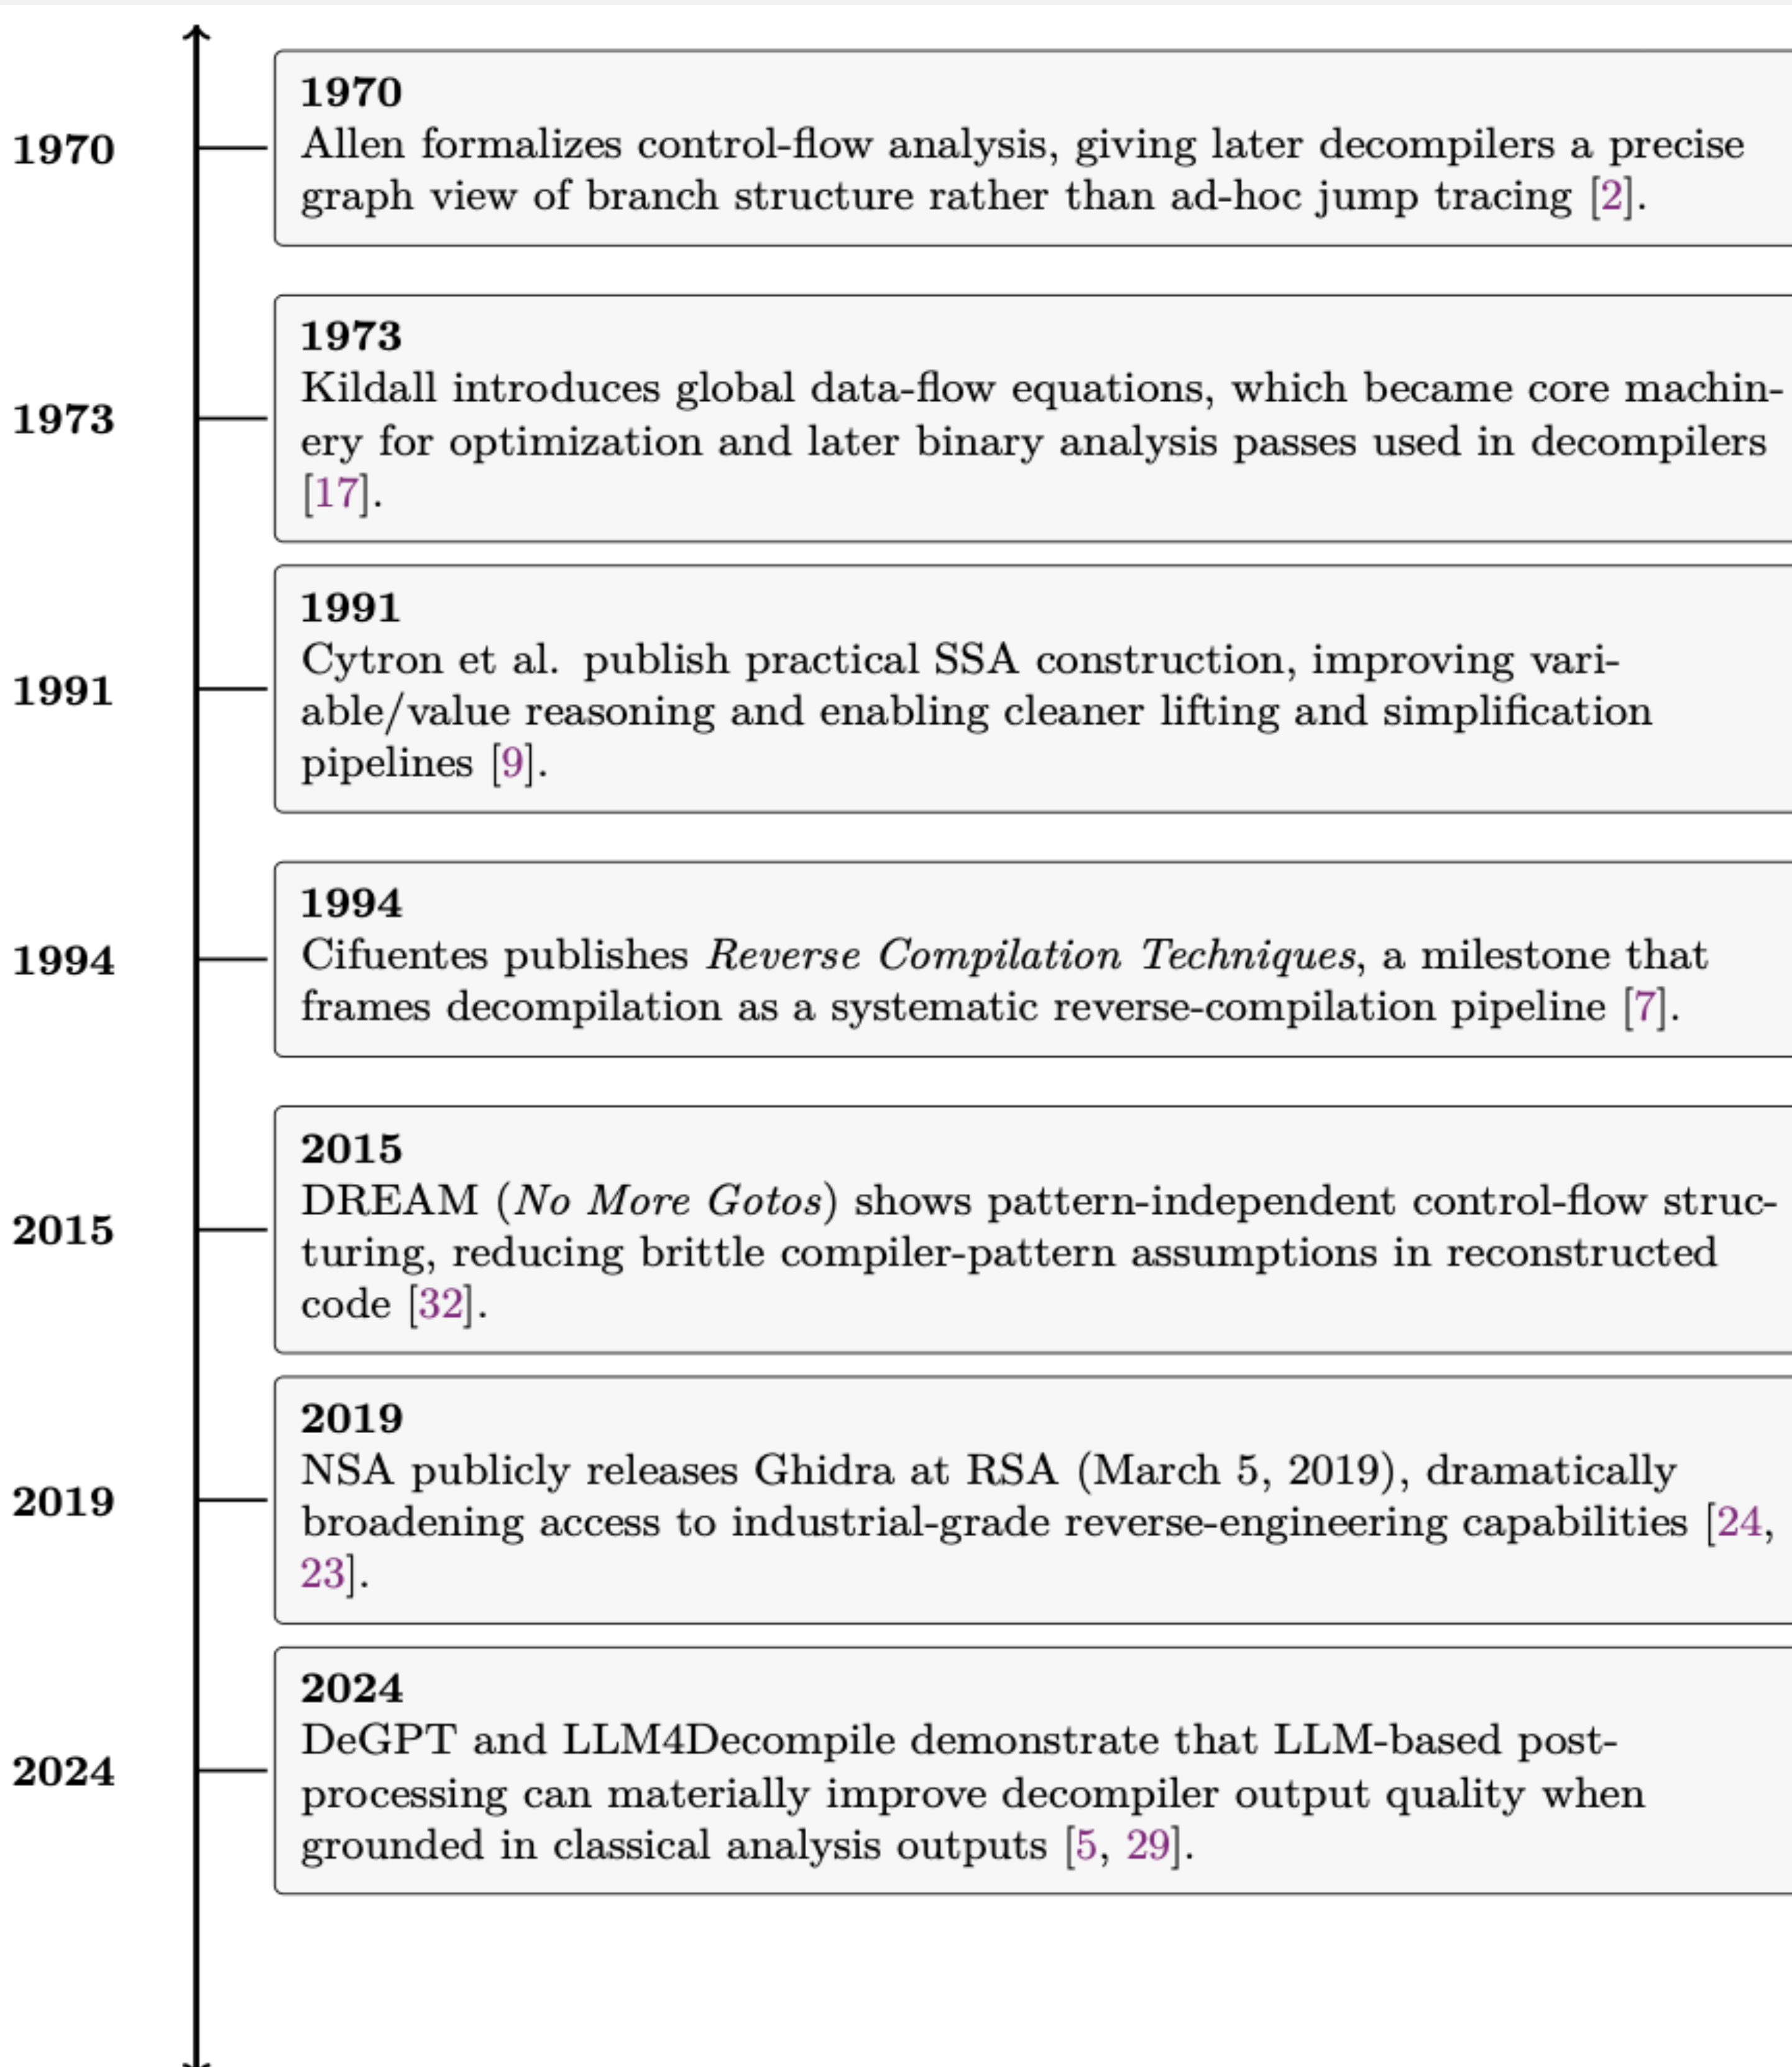 1970
1970
Allen formalizes control-flow analysis, giving later decompilers a precise
graph view of branch structure rather than ad-hoc jump tracing [2].
1973
1973
Kildall introduces global data-flow equations, which became core machin-
ery for optimization and later binary analysis passes used in decompilers
[17].
1991
1991
Cytron et al. publish practical SSA construction, improving vari-
able/value reasoning and enabling cleaner lifting and simplification
pipelines [9].
1994
1994
Cifuentes publishes Reverse Compilation Techniques, a milestone that
frames decompilation as a systematic reverse-compilation pipeline [7].
2015
2015
DREAM (No More Gotos) shows pattern-independent control-flow struc-
turing, reducing brittle compiler-pattern assumptions in reconstructed
code [32].
2019
2019
NSA publicly releases Ghidra at RSA (March 5, 2019), dramatically
broadening access to industrial-grade reverse-engineering capabilities [24,
23].
2024
2024
DeGPT and LLM4Decompile demonstrate that LLM-based post-
processing can materially improve decompiler output quality when
grounded in classical analysis outputs [5, 29].